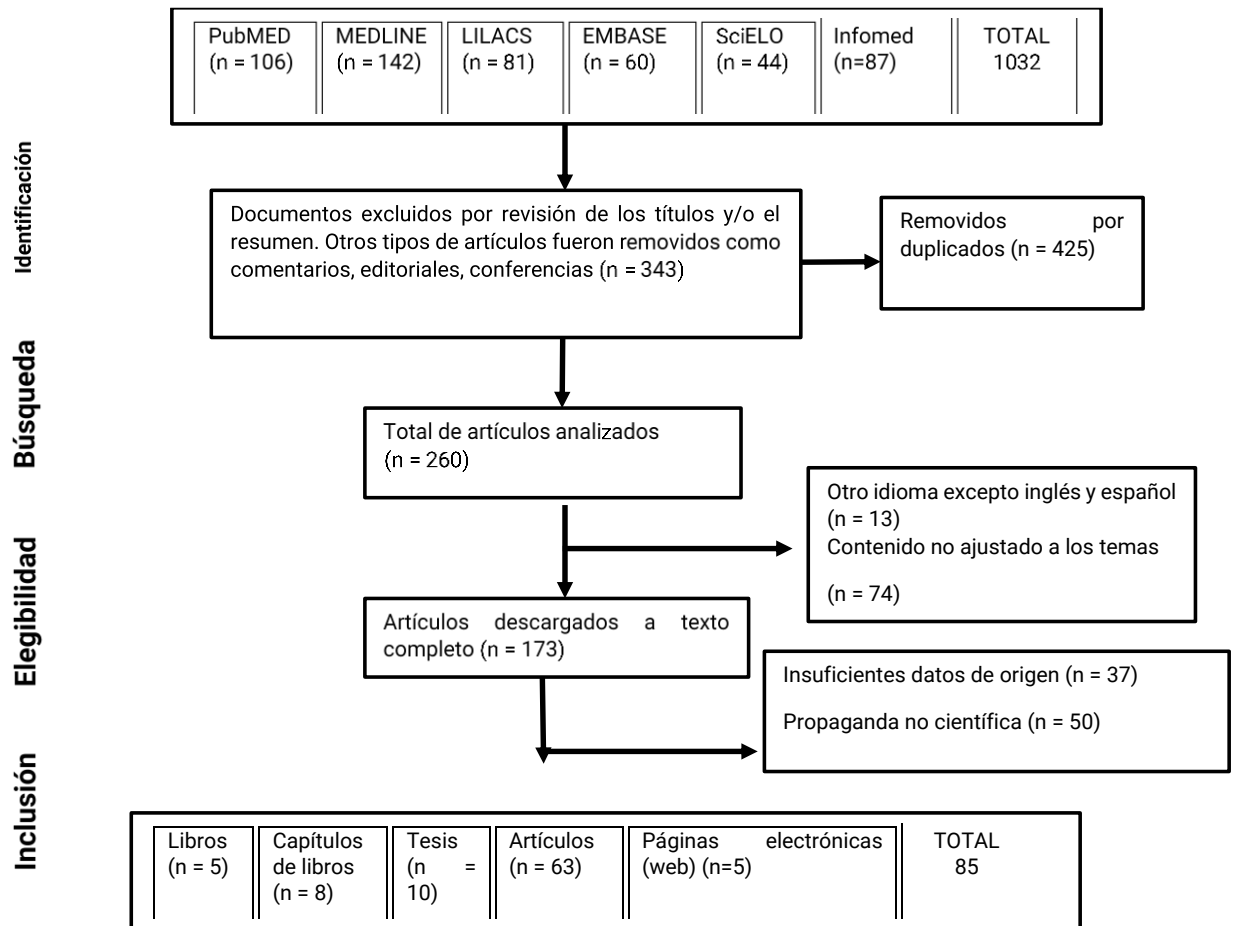 PubMED
(n = 106)
MEDLINE
(n = 142)
LILACS
(n = 81)
EMBASE
(n = 60)
SciELO
(n = 44)
Infomed
(n=87)
TOTAL
1032
Identificación
Documentos excluidos por revisión de los títulos y/o el
resumen. Otros tipos de artículos fueron removidos como
comentarios, editoriales, conferencias (n = 343)
Removidos por
duplicados (n = 425)
Búsqueda
Total de artículos analizados
(n = 260)
Otro idioma excepto inglés y español
(n = 13)
Contenido no ajustado a los temas
(n = 74)
Elegibilidad
Artículos descargados a texto
completo (n = 173)
Insuficientes datos de origen (n = 37)
Propaganda no científica (n = 50)
Inclusión
Libros
(n = 5)
Capítulos
de libros
(n = 8)
Tesis
(n =
10)
Artículos
(n = 63)
Páginas electrónicas
(web) (n=5)
TOTAL
85